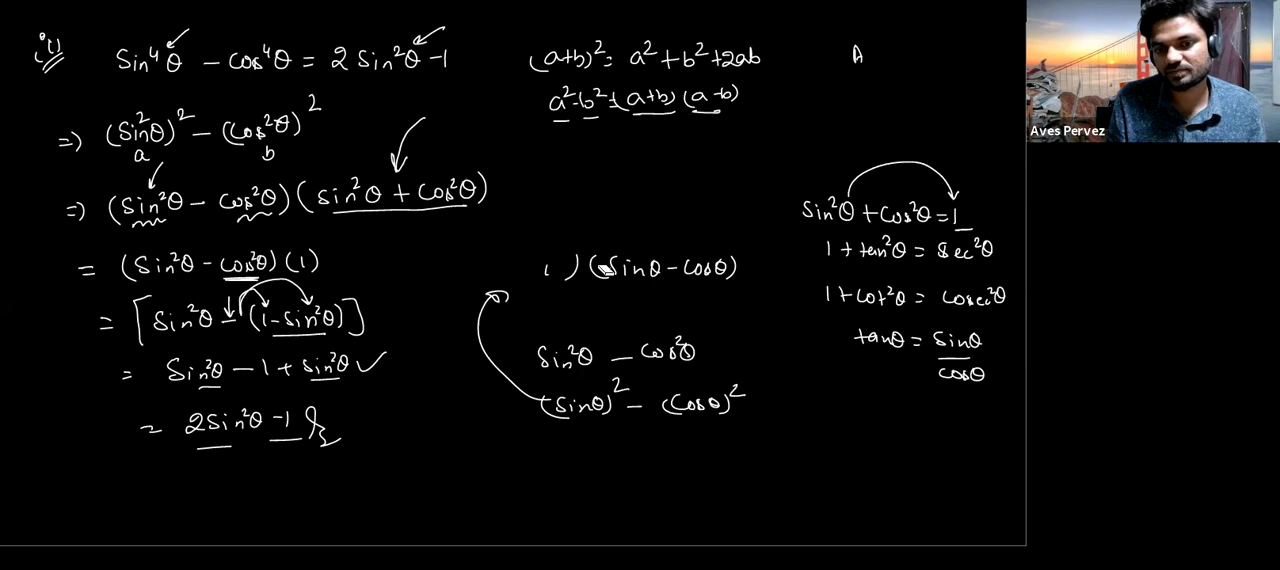 i)
Sin⁴θ − cos⁴θ = 2 Sin²θ − 1
=) (Sin²θ)² − (Cos²θ)²
a b
=) (Sin²θ − cos²θ) (sin²θ + cos²θ)
= (Sin²θ − cos²θ) (1)
= [Sin²θ − (1 − sin²θ)]
= Sin²θ − 1 + sin²θ ✓
= 2Sin²θ − 1
(a+b)² = a² + b² + 2ab
a² - b² = (a+b) (a-b)
1 ) (Sinθ − cosθ)
Sin²θ − Cos²θ
(Sinθ)² − (Cosθ)²
A
Sin²θ + Cos²θ = 1
1 + tan²θ = Sec²θ
1 + cot²θ = cosec²θ
tanθ = sinθ
cosθ
Aves Pervez